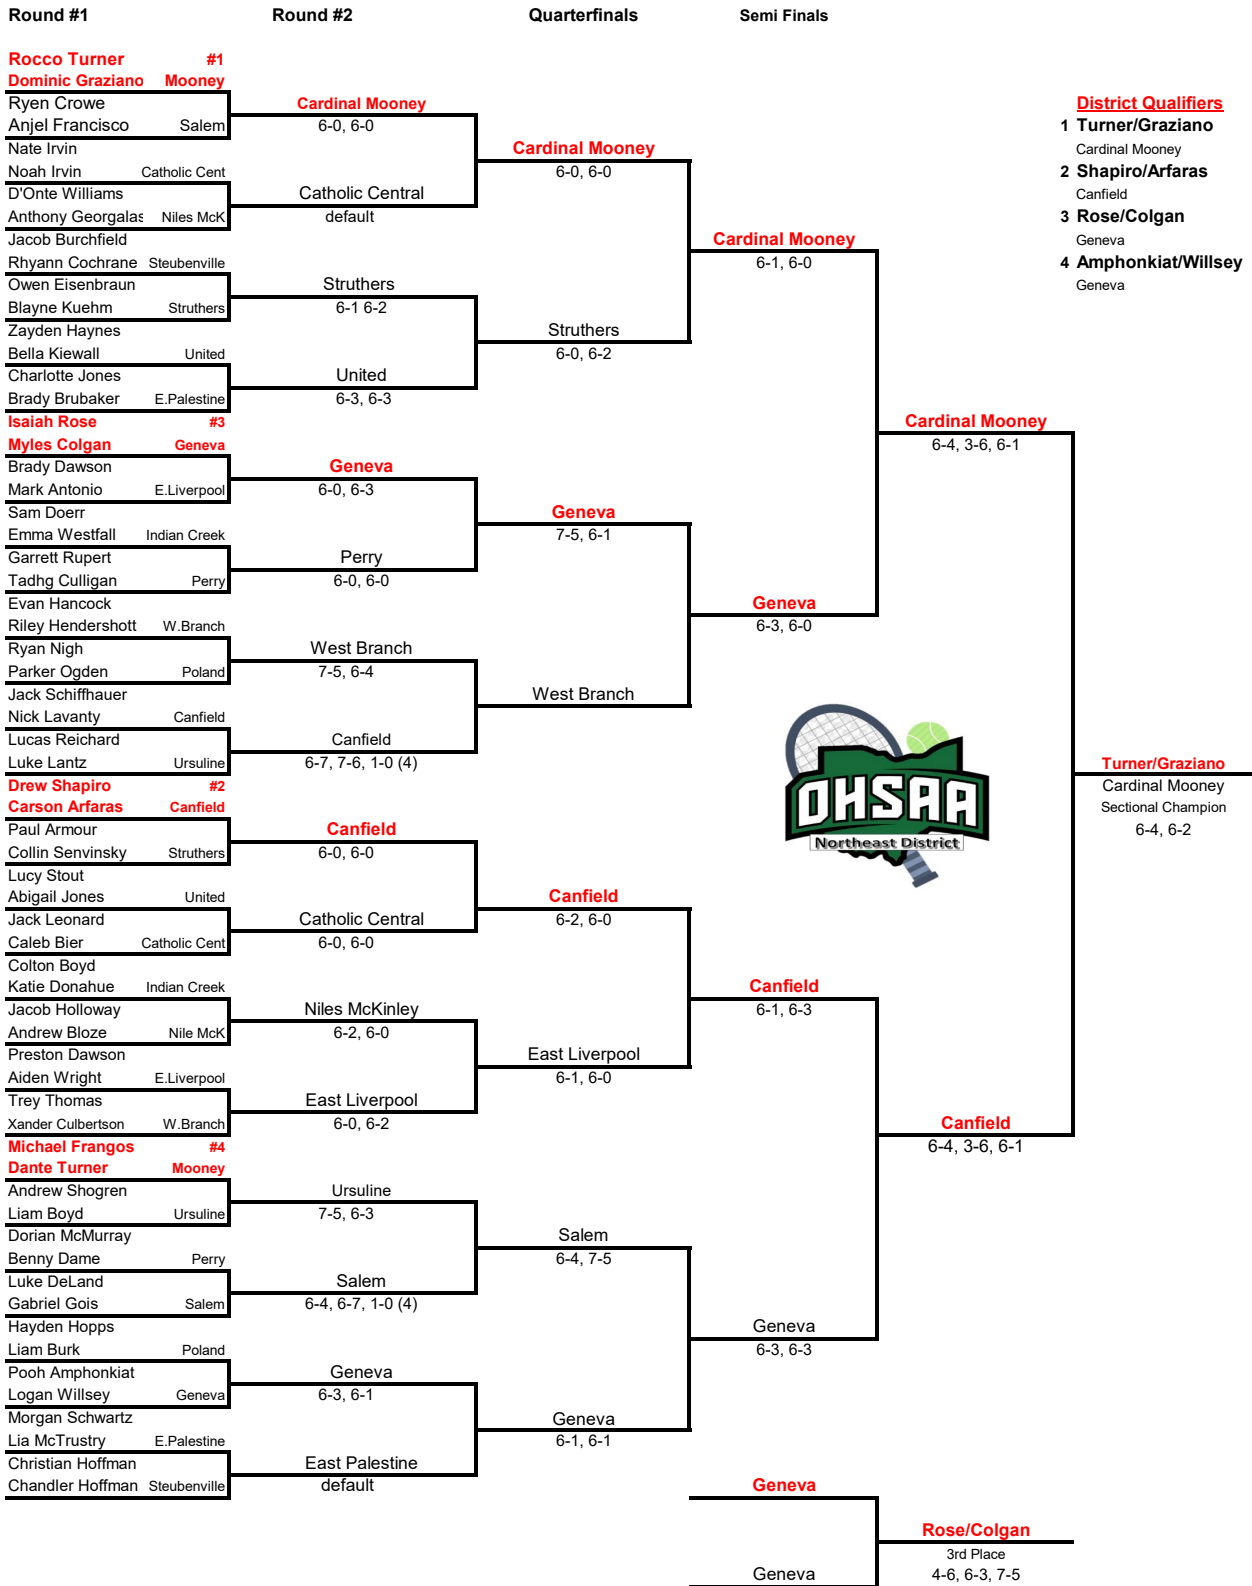 Round #1 Round #2 Quarterfinals Semi Finals
Rocco Turner #1
Dominic Graziano Mooney
Ryen Crowe
Anjel Francisco Salem
Nate Irvin
Noah Irvin Catholic Cent
D'Onte Williams
Anthony Georgalas Niles McK
Jacob Burchfield
Rhyann Cochrane Steubenville
Owen Eisenbraun
Blayne Kuehm Struthers
Zayden Haynes
Bella Kiewall United
Charlotte Jones
Brady Brubaker E.Palestine
Isaiah Rose #3
Myles Colgan Geneva
Brady Dawson
Mark Antonio E.Liverpool
Sam Doerr
Emma Westfall Indian Creek
Garrett Rupert
Tadhg Culligan Perry
Evan Hancock
Riley Hendershott W.Branch
Ryan Nigh
Parker Ogden Poland
Jack Schiffhauer
Nick Lavanty Canfield
Lucas Reichard
Luke Lantz Ursuline
Drew Shapiro #2
Carson Arfaras Canfield
Paul Armour
Collin Senvinsky Struthers
Lucy Stout
Abigail Jones United
Jack Leonard
Caleb Bier Catholic Cent
Colton Boyd
Katie Donahue Indian Creek
Jacob Holloway
Andrew Bloze Nile McK
Preston Dawson
Aiden Wright E.Liverpool
Trey Thomas
Xander Culbertson W.Branch
Michael Frangos #4
Dante Turner Mooney
Andrew Shogren
Liam Boyd Ursuline
Dorian McMurray
Benny Dame Perry
Luke DeLand
Gabriel Gois Salem
Hayden Hopps
Liam Burk Poland
Pooh Amphonkiat
Logan Willsey Geneva
Morgan Schwartz
Lia McTrustry E.Palestine
Christian Hoffman
Chandler Hoffman Steubenville
Cardinal Mooney
6-0, 6-0
Catholic Central
default
Struthers
6-1 6-2
United
6-3, 6-3
Geneva
6-0, 6-3
Perry
6-0, 6-0
West Branch
7-5, 6-4
Canfield
6-7, 7-6, 1-0 (4)
Canfield
6-0, 6-0
Catholic Central
6-0, 6-0
Niles McKinley
6-2, 6-0
East Liverpool
6-0, 6-2
Ursuline
7-5, 6-3
Salem
6-4, 6-7, 1-0 (4)
Geneva
6-3, 6-1
East Palestine
default
Cardinal Mooney
6-0, 6-0
Struthers
6-0, 6-2
Geneva
7-5, 6-1
West Branch
Canfield
6-2, 6-0
East Liverpool
6-1, 6-0
Salem
6-4, 7-5
Geneva
6-1, 6-1
Cardinal Mooney
6-1, 6-0
Geneva
6-3, 6-0
Canfield
6-1, 6-3
Geneva
6-3, 6-3
Cardinal Mooney
6-4, 3-6, 6-1
Canfield
6-4, 3-6, 6-1
Turner/Graziano
Cardinal Mooney
Sectional Champion
6-4, 6-2
District Qualifiers
1 Turner/Graziano
Cardinal Mooney
2 Shapiro/Arfaras
Canfield
3 Rose/Colgan
Geneva
4 Amphonkiat/Willsey
Geneva
OHSAA
Northeast District
Geneva
Geneva
Rose/Colgan
3rd Place
4-6, 6-3, 7-5